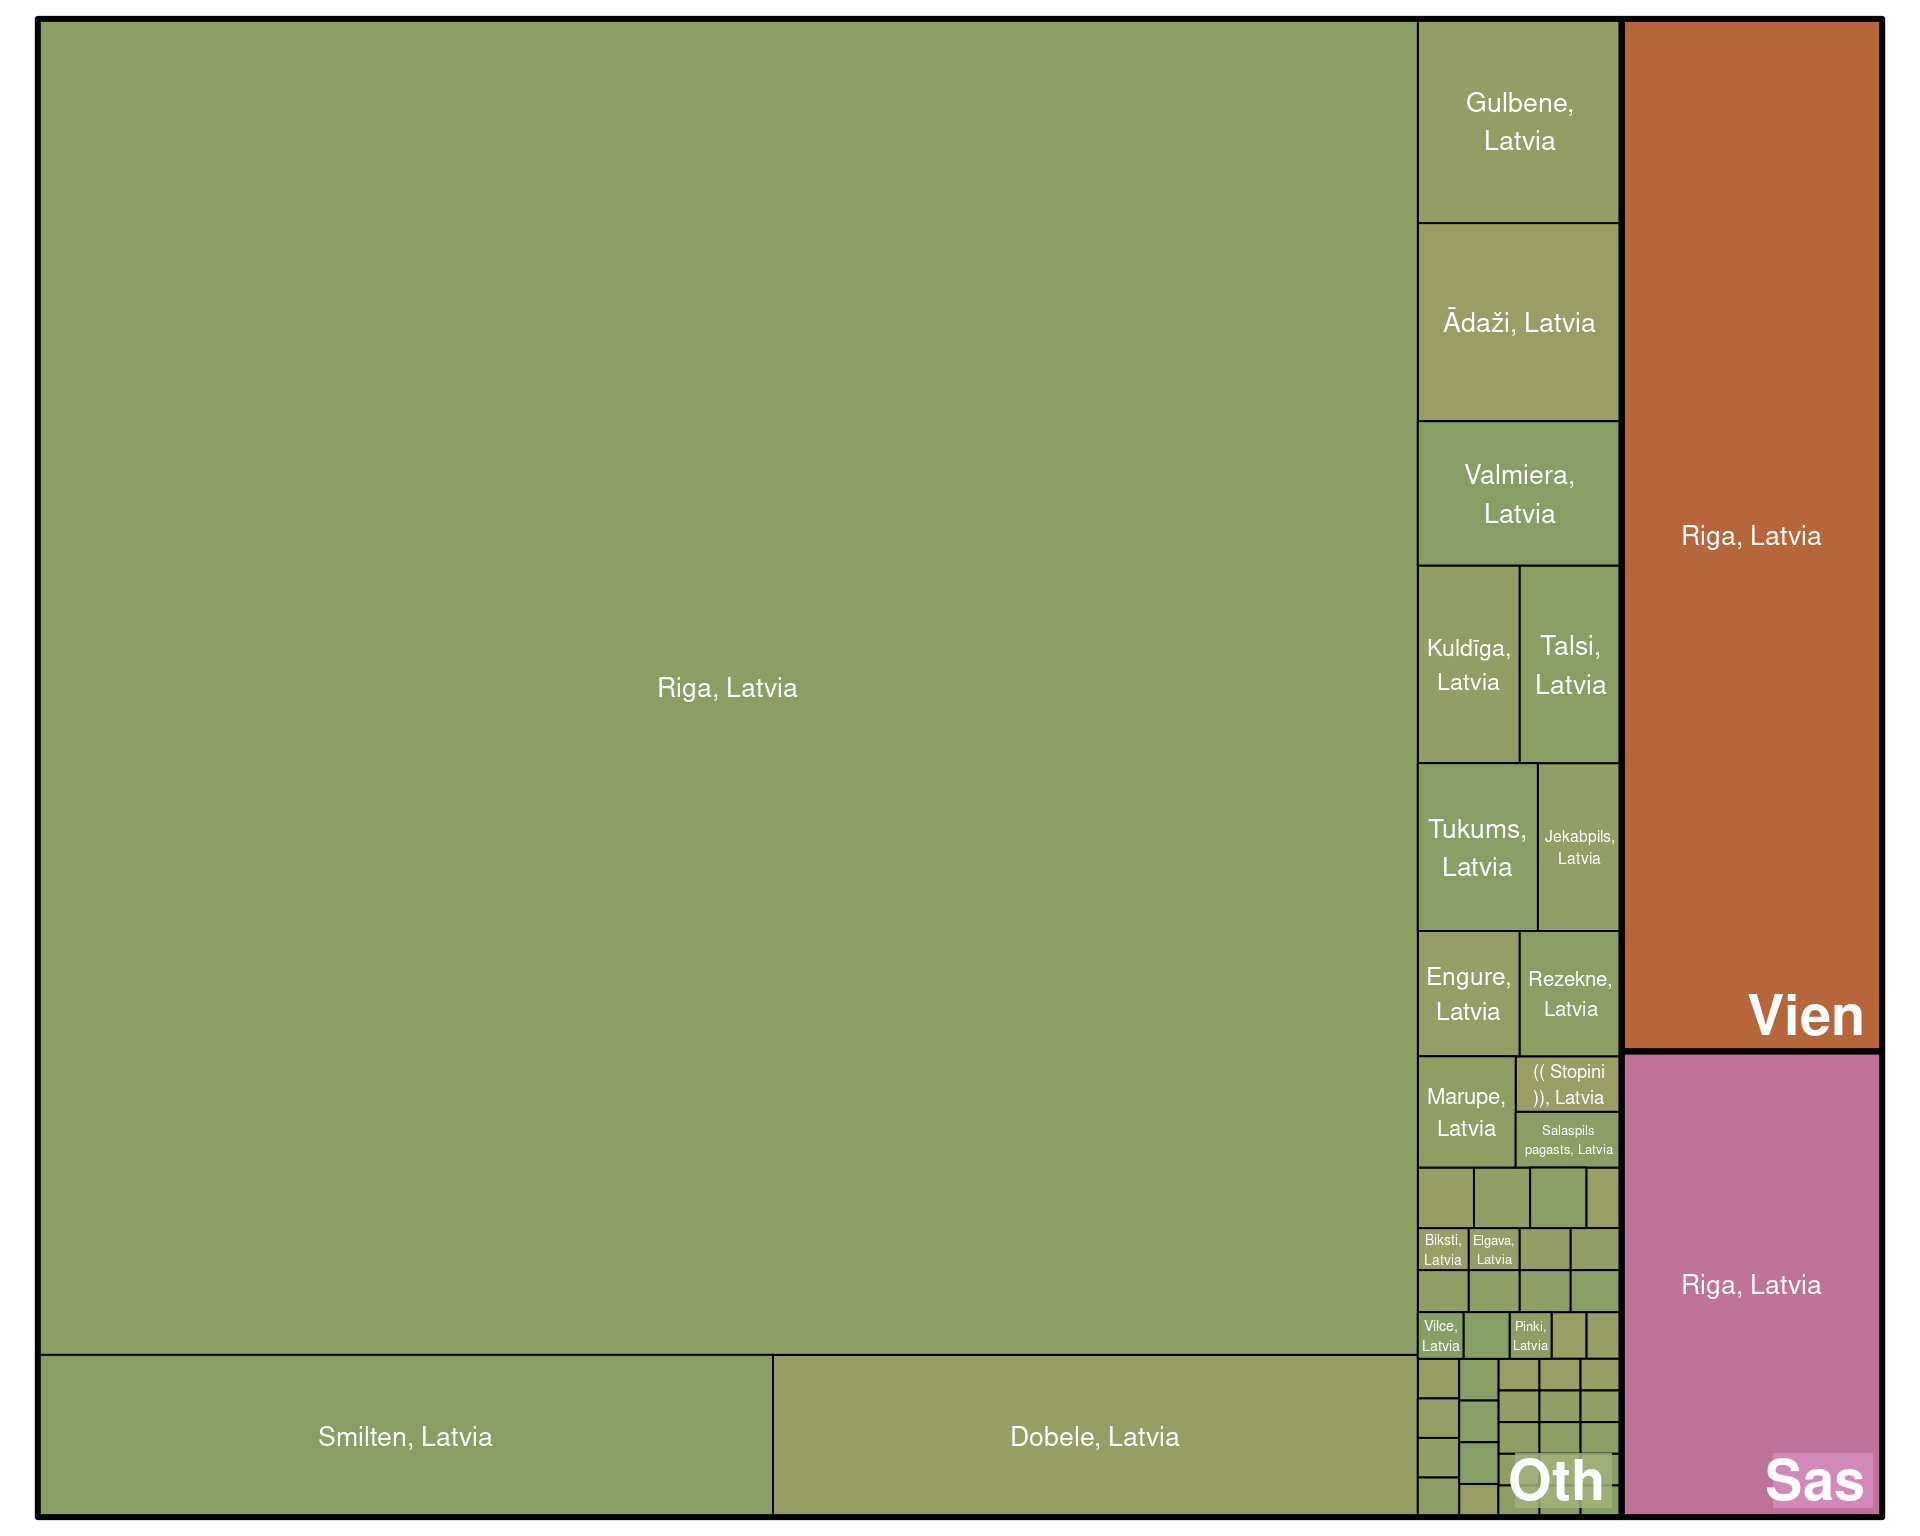 Riga, Latvia
Smilten, Latvia
Dobele, Latvia
Gulbene,
Latvia
Ādaži, Latvia
Valmiera,
Latvia
Kuldīga,
Latvia
Talsi,
Latvia
Tukums,
Latvia
Jekabpils,
Latvia
Engure,
Latvia
Rezekne,
Latvia
Marupe,
Latvia
(( Stopini
)), Latvia
Salaspils
pagasts, Latvia
Biksti,
Latvia
Elgava,
Latvia
Vilce,
Latvia
Pinki,
Latvia
Oth
Riga, Latvia
Vien
Riga, Latvia
Sas